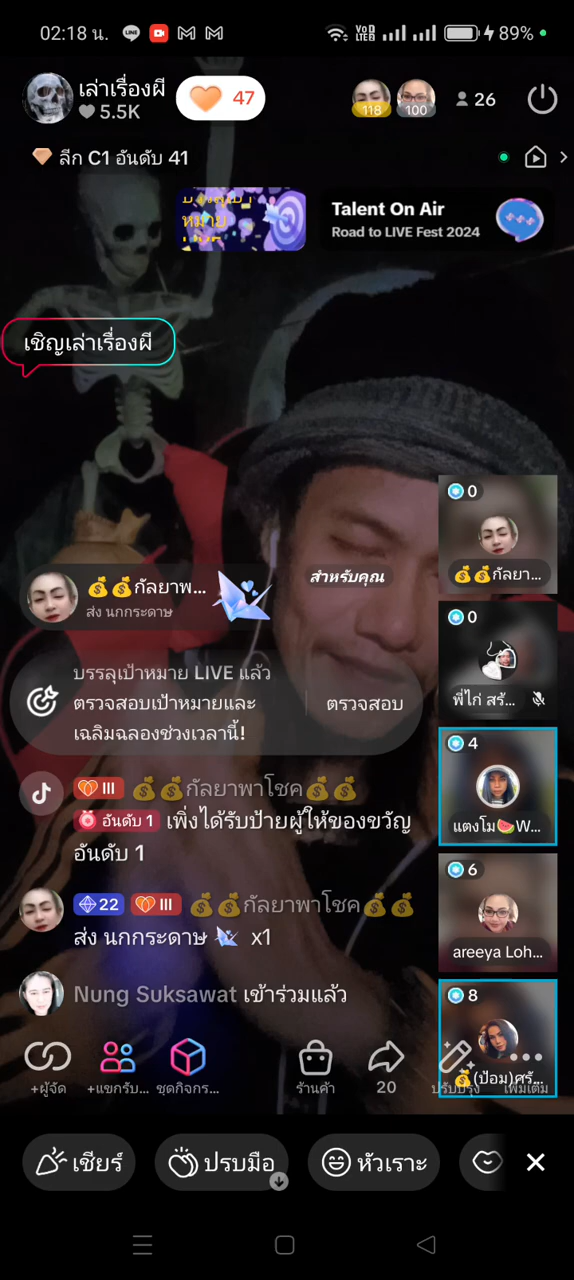 02:18 น.
LINE
VoD
LTE
89%
เล่าเรื่องผี
5.5K
47
118
100
26
ลีก C1 อันดับ 41
หมาย
Talent On Air
Road to LIVE Fest 2024
เชิญเล่าเรื่องผี
0
💰💰กัลยา...
💰💰กัลยาพ...
ส่ง นกกระดาษ
สำหรับคุณ
0
พี่ไก่ สรั...
บรรลุเป้าหมาย LIVE แล้ว
ตรวจสอบเป้าหมายและ
เฉลิมฉลองช่วงเวลานี้!
ตรวจสอบ
4
แตงโม🍉W...
III 💰💰กัลยาพาโชค💰💰
อันดับ 1 เพิ่งได้รับป้ายผู้ให้ของขวัญ
อันดับ 1
6
areeya Loh...
22 III 💰💰กัลยาพาโชค💰💰
ส่ง นกกระดาษ x1
Nung Suksawat เข้าร่วมแล้ว
8
💰(ป้อม)ศรั...
+ผู้จัด
+แขกรับ...
ชุดกิจกร...
ร้านค้า
20
ปรับปรุง
เพิ่มเติม
เชียร์
ปรบมือ
หัวเราะ